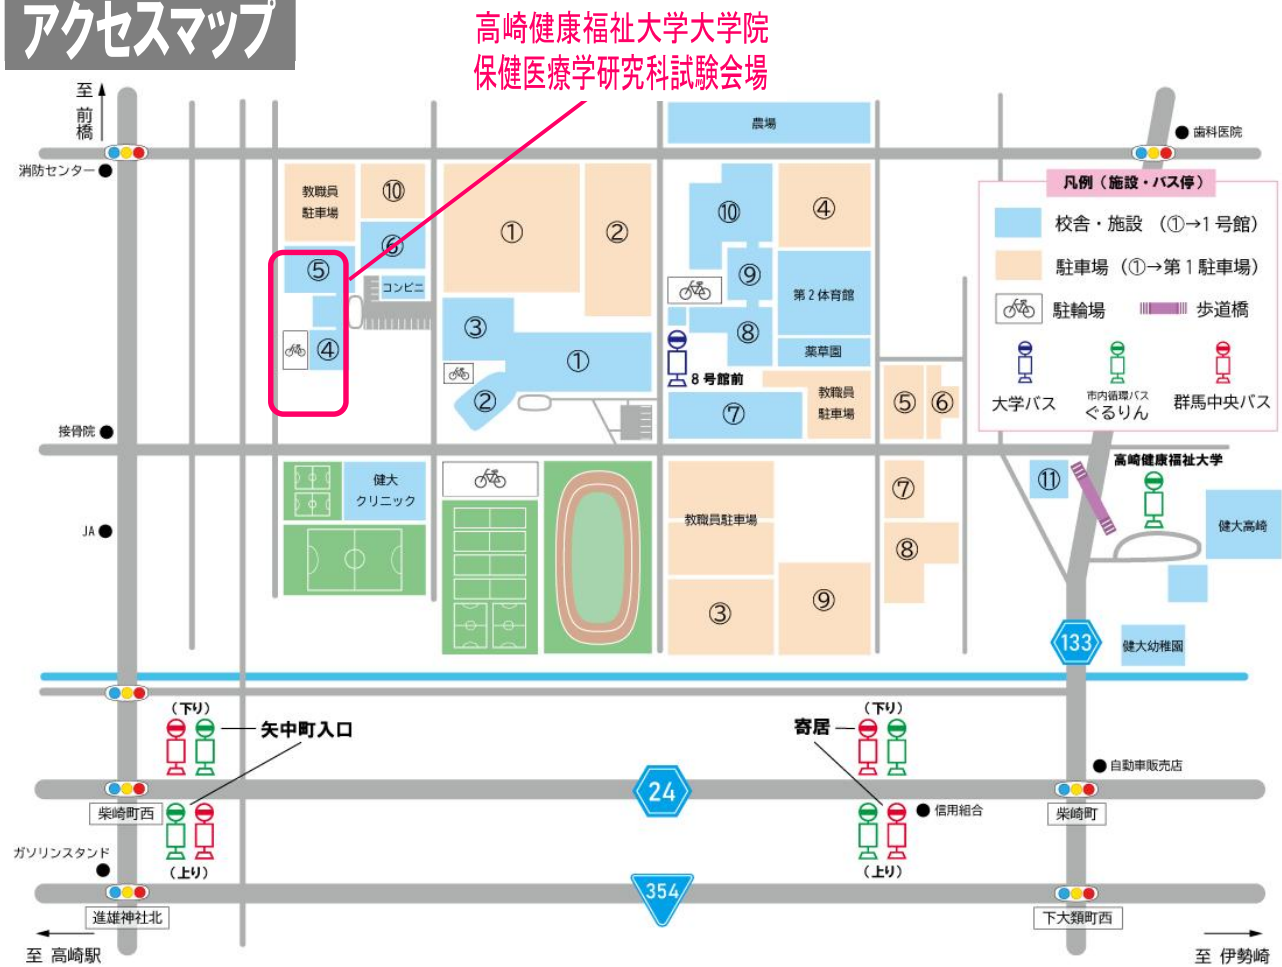 アクセスマップ
高崎健康福祉大学大学院
保健医療学研究科試験会場
至
前
橋
消防センター
農場
歯科医院
凡例（施設・バス停）
校舎・施設 （①→1号館）
駐車場（①→第1駐車場）
駐輪場
歩道橋
大学バス
市内循環バス
ぐるりん
群馬中央バス
教職員
駐車場
⑩
⑥
⑤
コンビニ
④
①
②
③
①
②
⑩
④
⑨
第2体育館
⑧
薬草園
8号館前
⑦
教職員
駐車場
⑤
⑥
接骨院
健大
クリニック
JA
教職員駐車場
③
⑨
⑦
⑧
⑪
高崎健康福祉大学
健大高崎
133
健大幼稚園
（下り）
矢中町入口
（下り）
寄居
自動車販売店
24
柴崎町西
信用組合
柴崎町
（上り）
（上り）
ガソリンスタンド
354
進雄神社北
下大類町西
至 高崎駅
至 伊勢崎